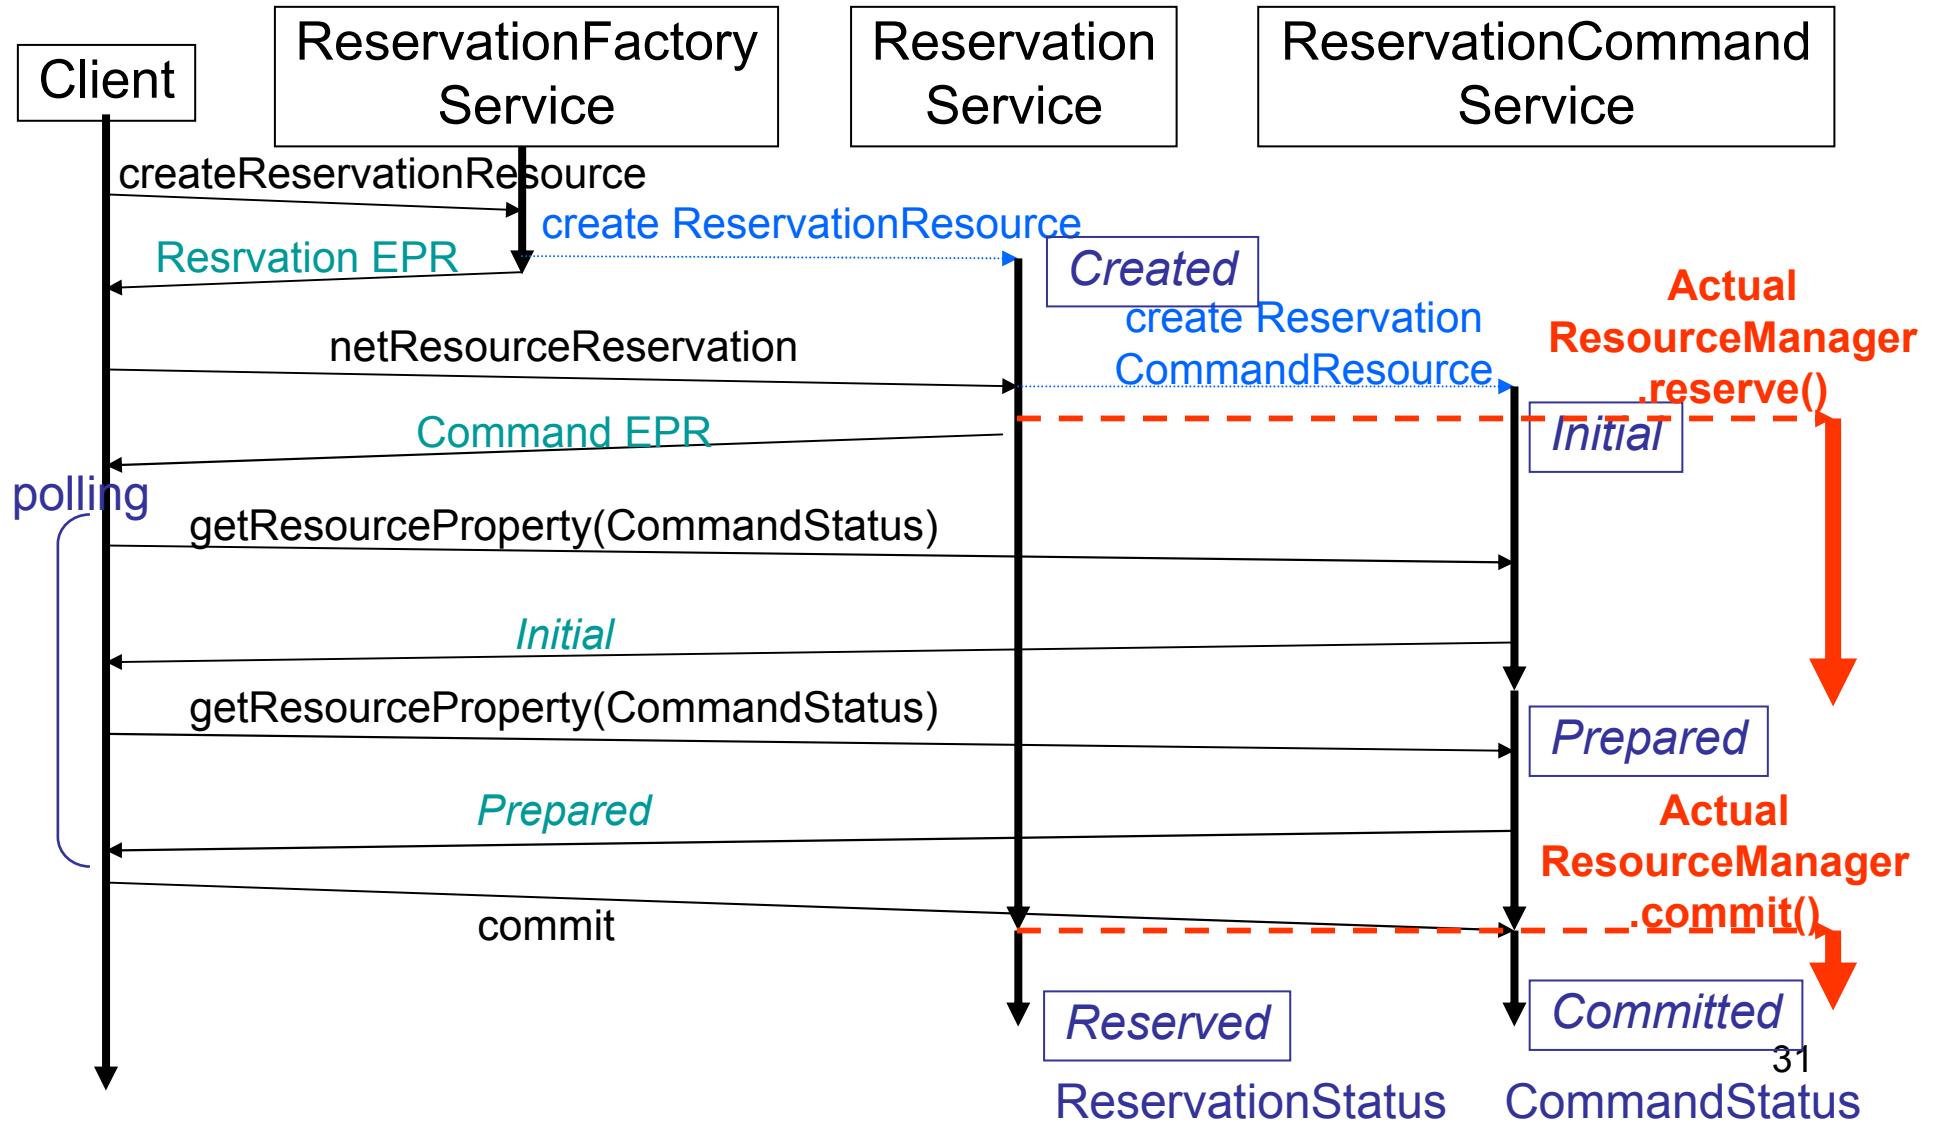 Client
ReservationFactory
Service
Reservation
Service
ReservationCommand
Service
createReservationResource
create ReservationResource
Resrvation EPR
Created
create Reservation
CommandResource
Actual
ResourceManager
.reserve()
netResourceReservation
Initial
Command EPR
polling
getResourceProperty(CommandStatus)
Initial
getResourceProperty(CommandStatus)
Prepared
Prepared
Actual
ResourceManager
.commit()
commit
Reserved
Committed
31
ReservationStatus
CommandStatus